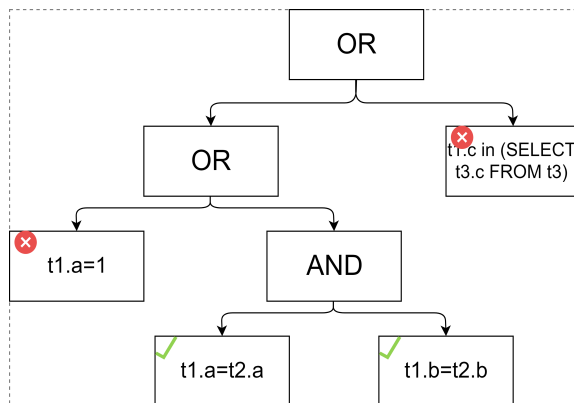 OR
OR
t1.c in (SELECT
t3.c FROM t3)
t1.a=1
AND
t1.a=t2.a
t1.b=t2.b